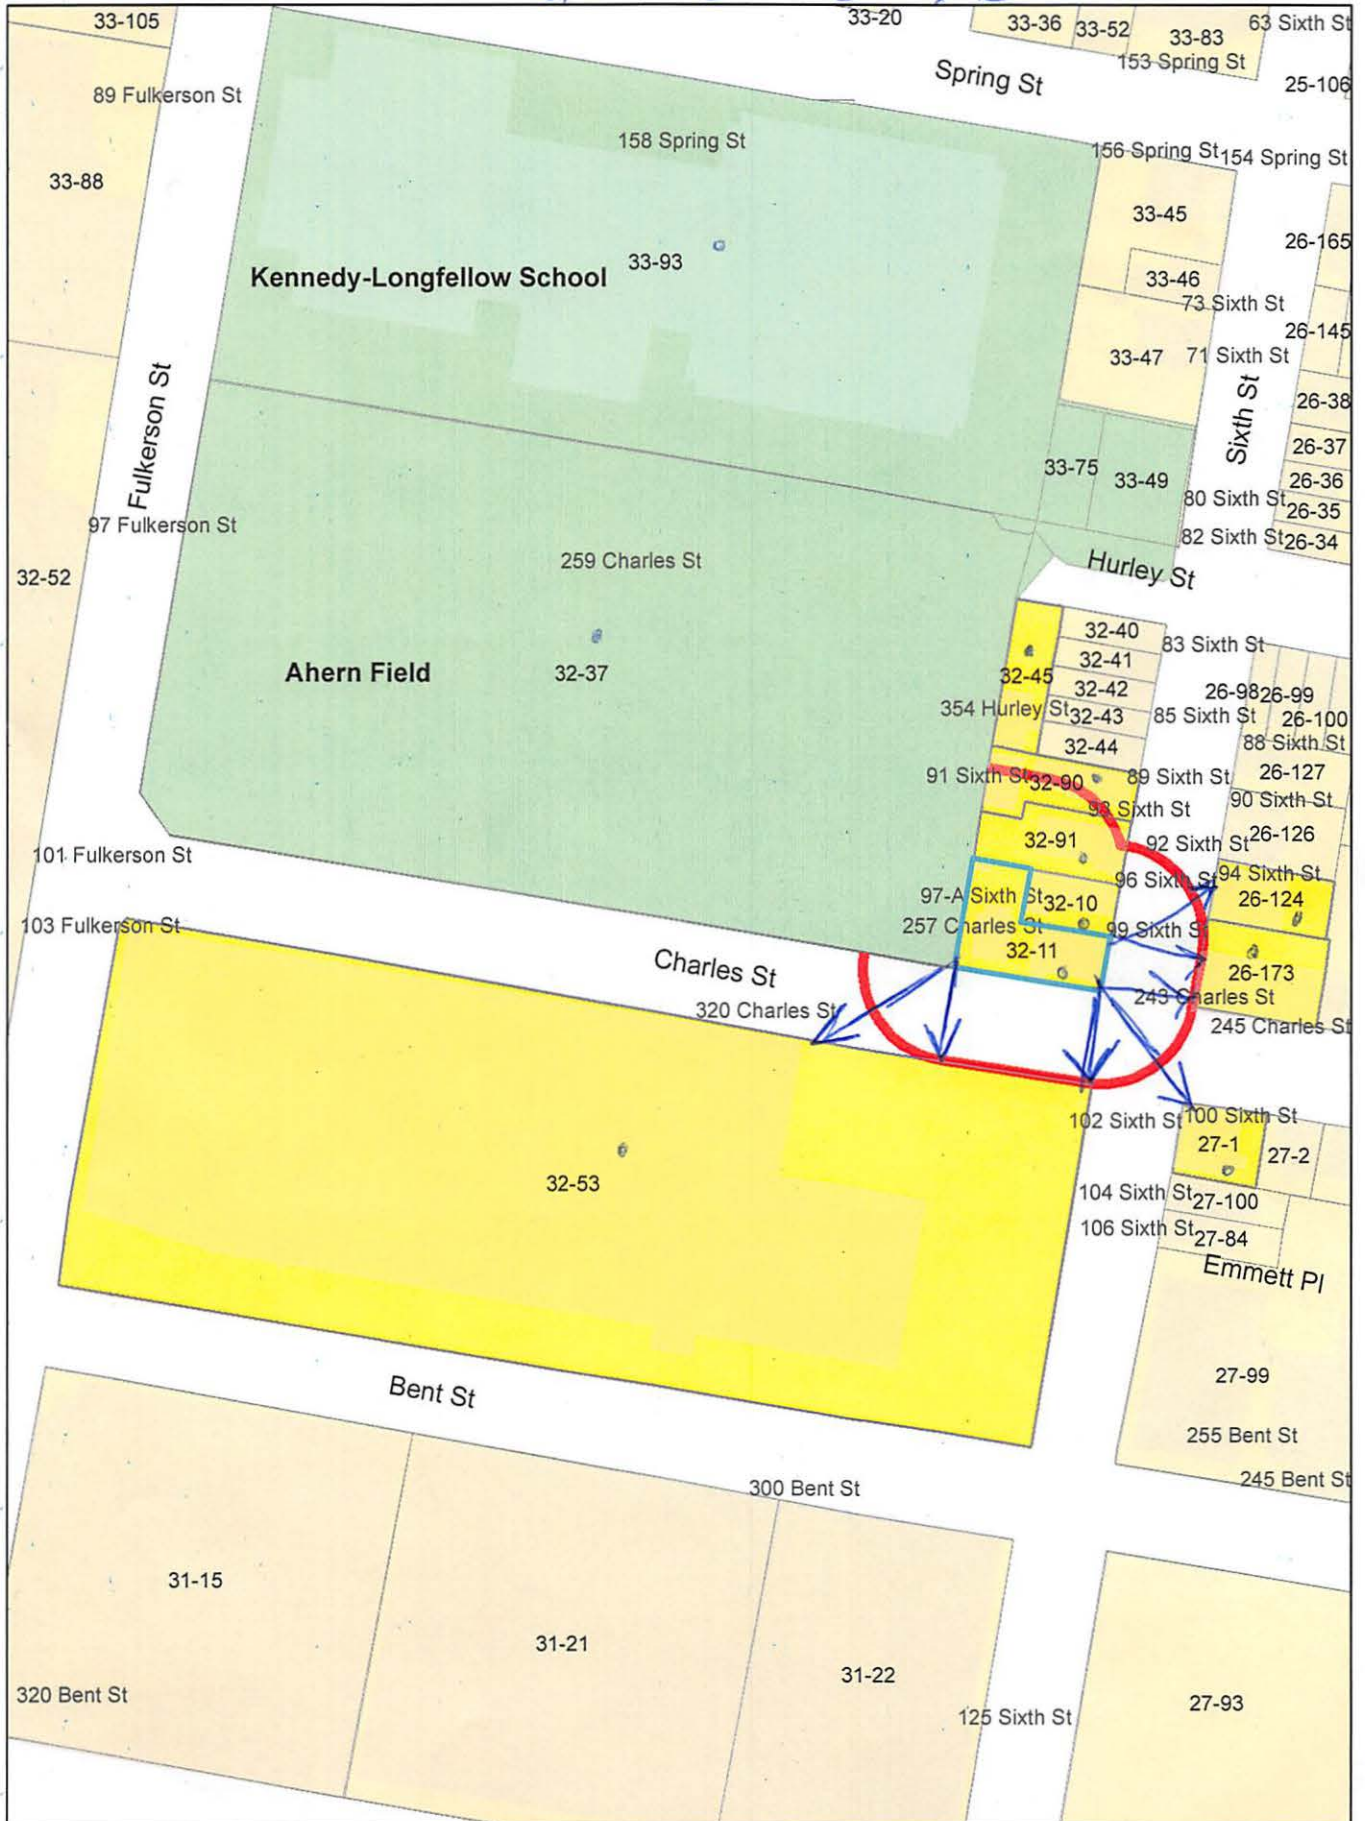 33-105
33-20
33-36
33-52
33-83
63 Sixth St
153 Spring St
25-106
Spring St
89 Fulkerson St
158 Spring St
156 Spring St
154 Spring St
33-88
33-45
26-165
33-93
Kennedy-Longfellow School
33-46
73 Sixth St
26-145
33-47
71 Sixth St
Fulkerson St
Sixth St
26-38
26-37
33-75
33-49
26-36
80 Sixth St
26-35
97 Fulkerson St
82 Sixth St
26-34
259 Charles St
Hurley St
32-52
32-40
83 Sixth St
32-41
Ahern Field
32-37
32-45
32-42
26-98
26-99
354 Hurley St
32-43
85 Sixth St
26-100
32-44
88 Sixth St
91 Sixth St
32-90
89 Sixth St
26-127
93 Sixth St
90 Sixth St
32-91
92 Sixth St
26-126
101 Fulkerson St
96 Sixth St
94 Sixth St
97-A Sixth St
32-10
26-124
103 Fulkerson St
257 Charles St
99 Sixth St
32-11
Charles St
26-173
243 Charles St
320 Charles St
245 Charles St
102 Sixth St
100 Sixth St
27-1
27-2
32-53
104 Sixth St
27-100
106 Sixth St
27-84
Emmett Pl
27-99
Bent St
255 Bent St
245 Bent St
300 Bent St
31-15
31-21
31-22
320 Bent St
27-93
125 Sixth St